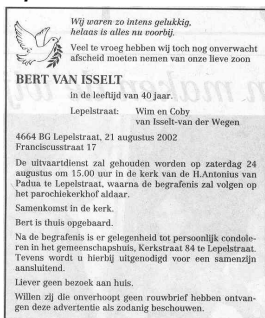 Wij waren zo intens gelukkig,
helaas is alles nu voorbij.
Veel te vroeg hebben wij toch nog onverwacht
afscheid moeten nemen van onze lieve zoon
BERT VAN ISSELT
in de leeftijd van 40 jaar.
Lepelstraat: Wim en Coby
van Isselt-van der Wegen
4664 BG Lepelstraat, 21 augustus 2002
Franciscusstraat 17
De uitvaartdienst zal gehouden worden op zaterdag 24
augustus om 15.00 uur in de kerk van de H.Antonius van
Padua te Lepelstraat, waarna de begrafenis zal volgen op
het parochiekerkhof aldaar.
Samenkomst in de kerk.
Bert is thuis opgebaard.
Na de begrafenis is er gelegenheid tot persoonlijk condole-
ren in het gemeenschapshuis, Kerkstraat 84 te Lepelstraat.
Tevens wordt u hierbij uitgenodigd voor een samenzijn
aansluitend.
Liever geen bezoek aan huis.
Willen zij die onverhoopt geen rouwbrief hebben ontvan-
gen deze advertentie als zodanig beschouwen.